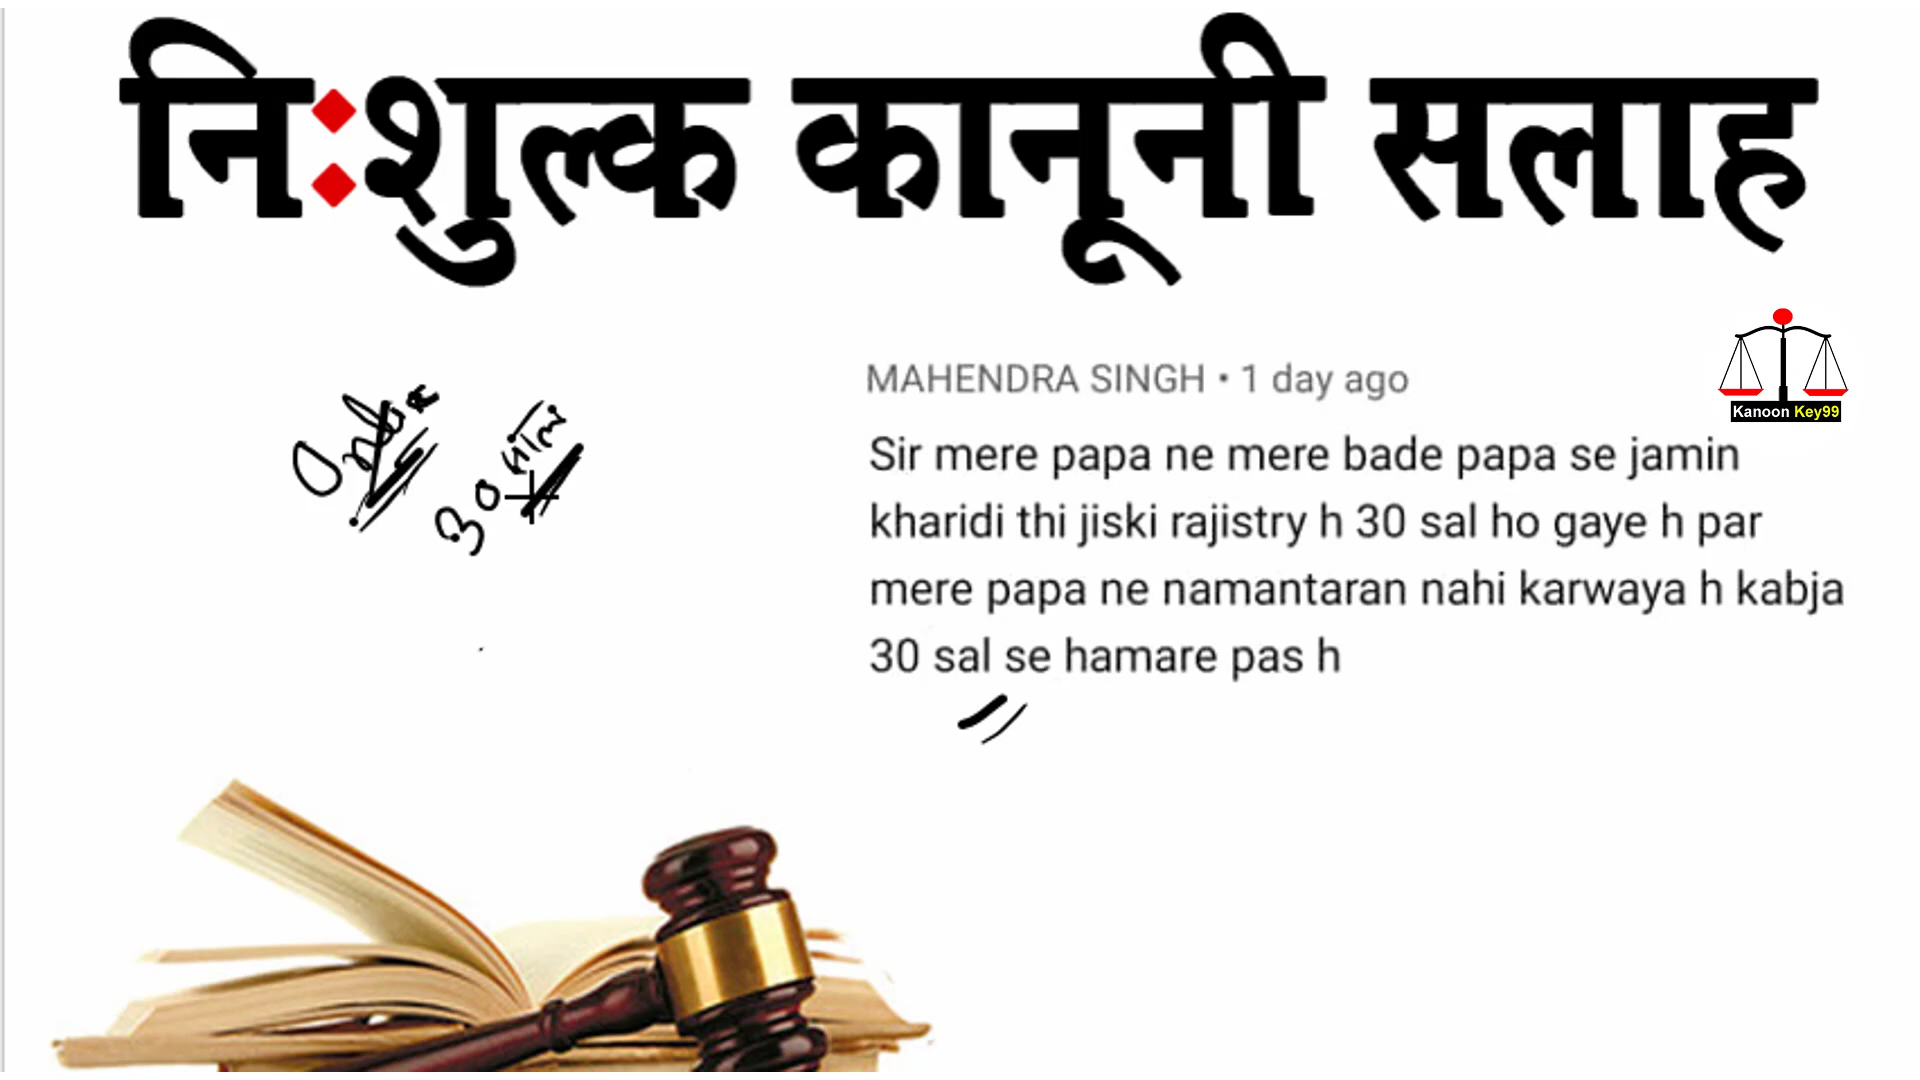 निःशुल्क कानूनी सलाह
MAHENDRA SINGH • 1 day ago
Kanoon Key99
Sir mere papa ne mere bade papa se jamin
kharidi thi jiski rajistry h 30 sal ho gaye h par
mere papa ne namantaran nahi karwaya h kabja
30 sal se hamare pas h
30 साल